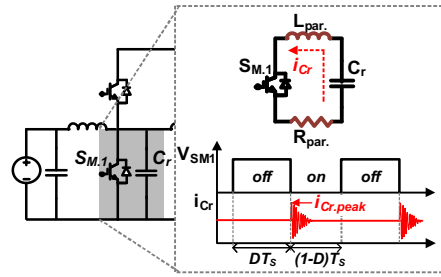 L_par.
S_M.1
i_Cr
C_r
R_par.
S_M.1
C_r
V_SM1
off
on
off
i_Cr
i_Cr.peak
DT_S
(1-D)T_S